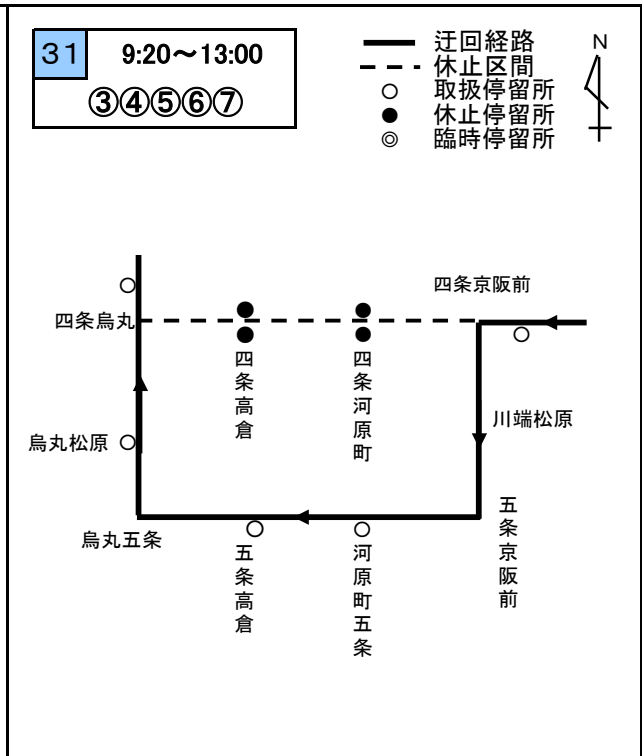 31 9:20～13:00
③④⑤⑥⑦
迂回経路
休止区間
取扱停留所
休止停留所
臨時停留所
N
四条京阪前
四条烏丸
四条高倉
四条河原町
川端松原
烏丸松原
五条京阪前
烏丸五条
五条高倉
河原町五条